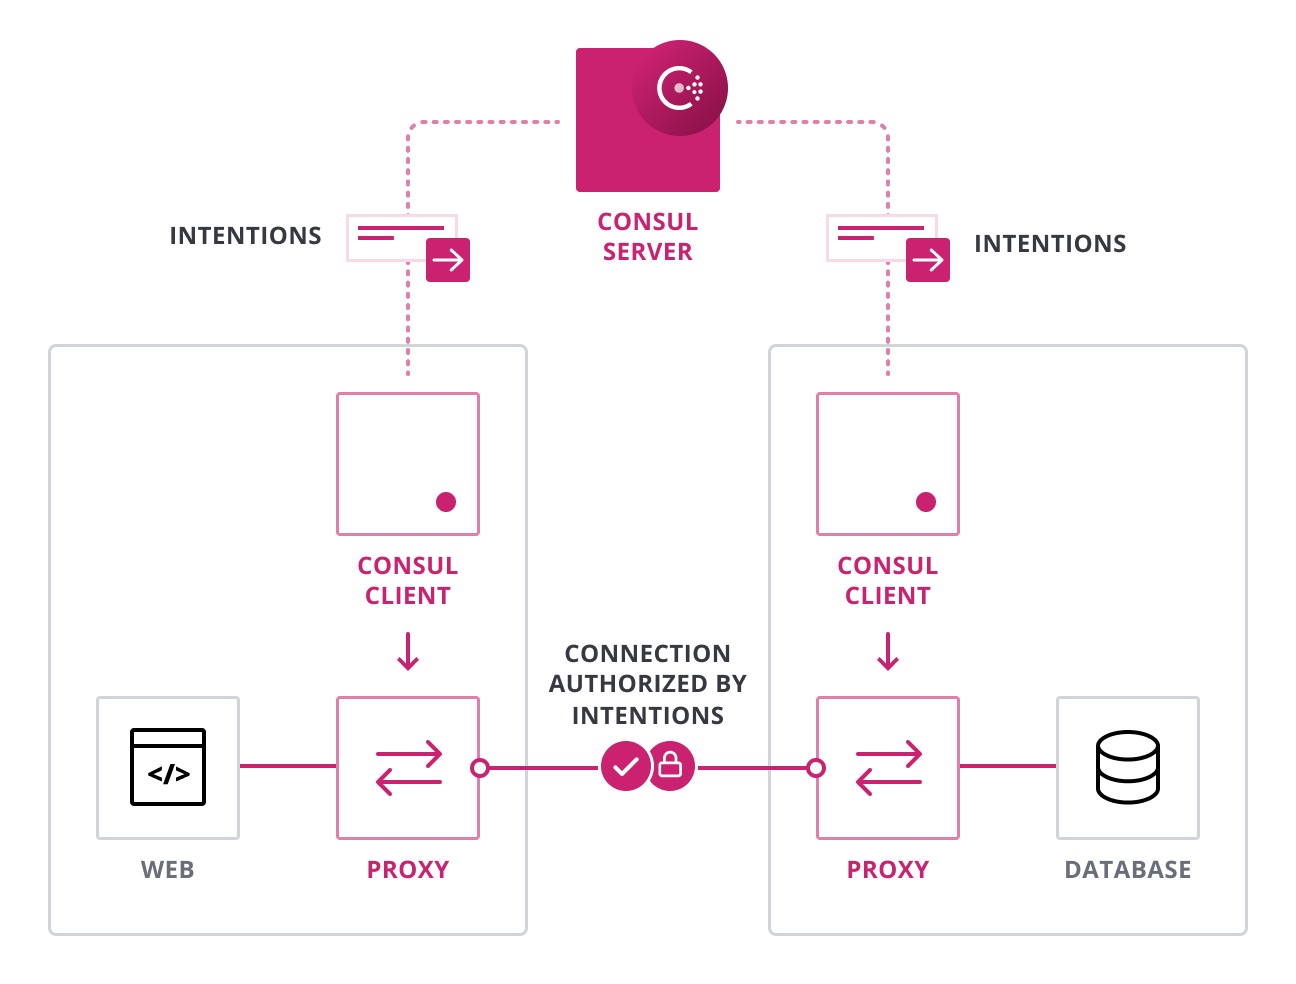 CONSUL
SERVER
INTENTIONS
INTENTIONS
CONSUL
CLIENT
CONSUL
CLIENT
CONNECTION
AUTHORIZED BY
INTENTIONS
</>
WEB
PROXY
PROXY
DATABASE